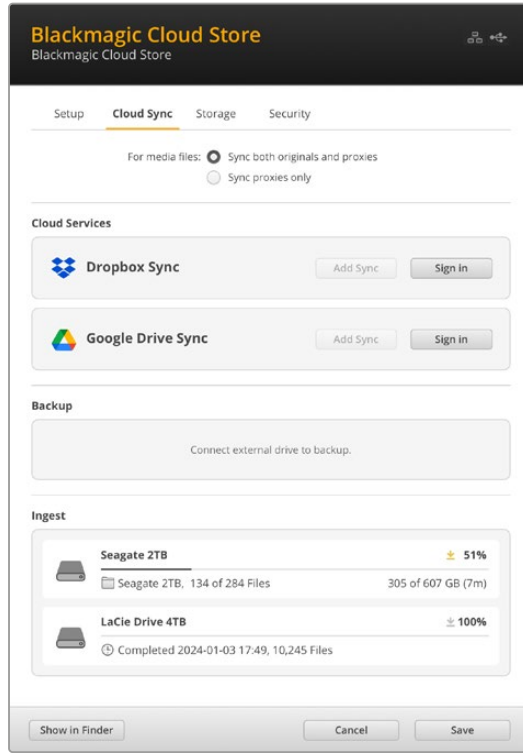 Blackmagic Cloud Store
Blackmagic Cloud Store
Setup Cloud Sync Storage Security
For media files: Sync both originals and proxies
Sync proxies only
Cloud Services
Dropbox Sync Add Sync Sign in
Google Drive Sync Add Sync Sign in
Backup
Connect external drive to backup.
Ingest
Seagate 2TB 51%
Seagate 2TB, 134 of 284 Files 305 of 607 GB (7m)
LaCie Drive 4TB 100%
Completed 2024-01-03 17:49, 10,245 Files
Show in Finder Cancel Save